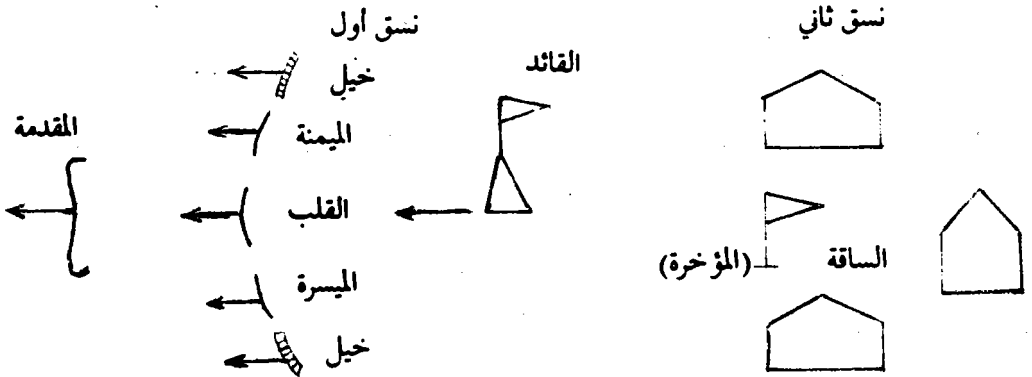 نسق ثاني
نسق أول
القائد
خيل
المقدمة
الميمنة
القلب
الساقة
(المؤخرة)
الميسرة
خيل